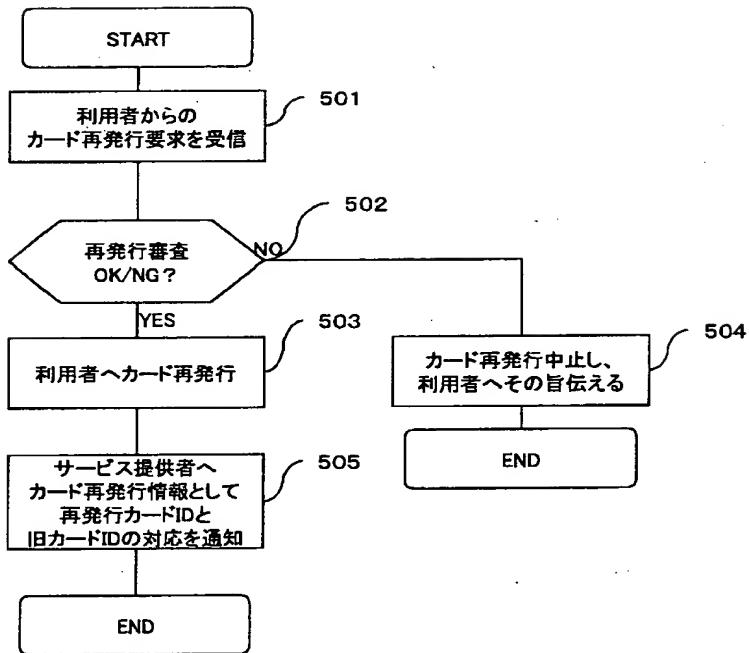 START
利用者からの
カード再発行要求を受信
501
再発行審査
OK/NG？
502
NO
YES
利用者へカード再発行
503
カード再発行中止し、
利用者へその旨伝える
504
END
サービス提供者へ
カード再発行情報として
再発行カードIDと
旧カードIDの対応を通知
505
END